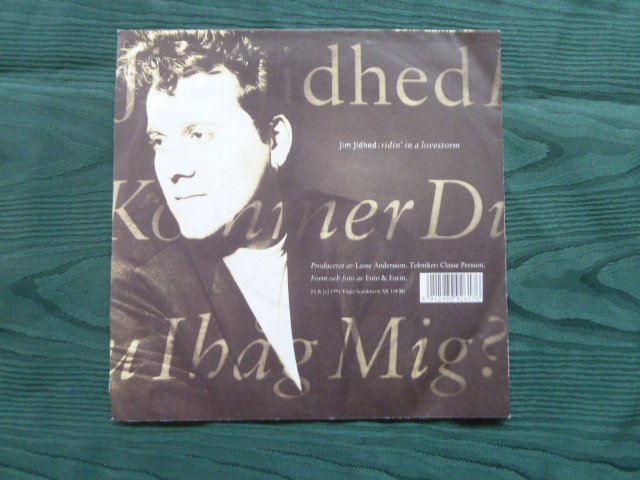 J dhed
Jim Jidhed: ridin' in a lovestorm
Kommer Du
Producerat av Lasse Andersson. Tekniker: Classe Persson.
Form och foto av Foto & Form.
Ihåg Mig?